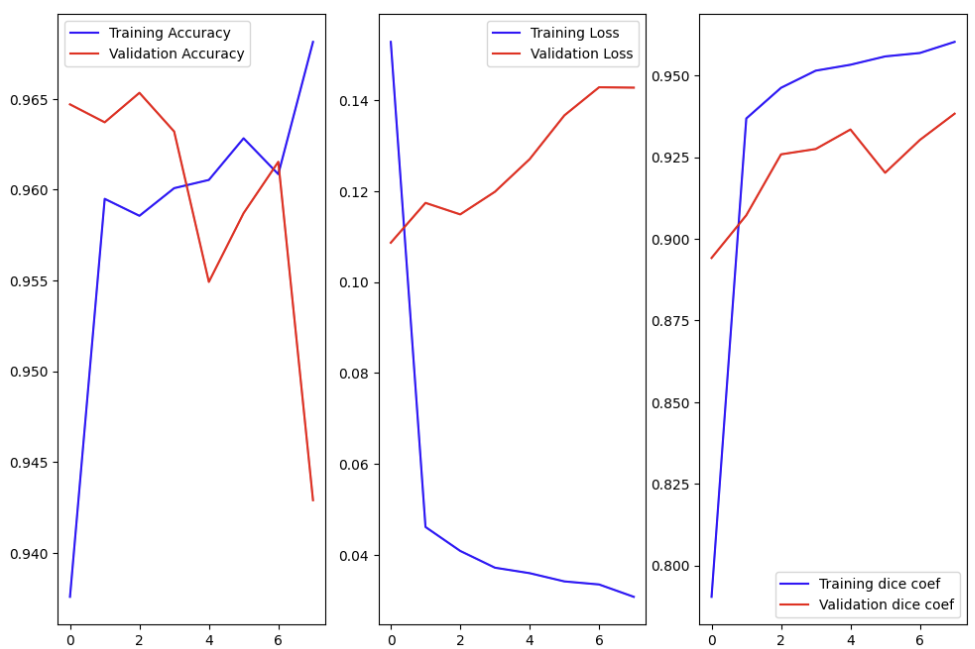 Training Accuracy
Validation Accuracy
0.965
0.960
0.955
0.950
0.945
0.940
0 2 4 6
Training Loss
Validation Loss
0.14
0.12
0.10
0.08
0.06
0.04
0 2 4 6
0.950
0.925
0.900
0.875
0.850
0.825
0.800
Training dice coef
Validation dice coef
0 2 4 6